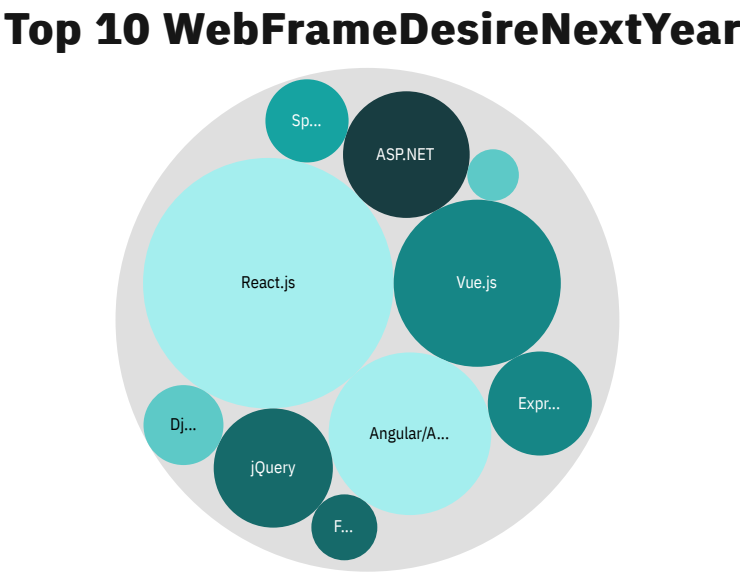 Top 10 WebFrameDesireNextYear
Sp...
ASP.NET
React.js
Vue.js
Expr...
Dj...
Angular/A...
jQuery
F...